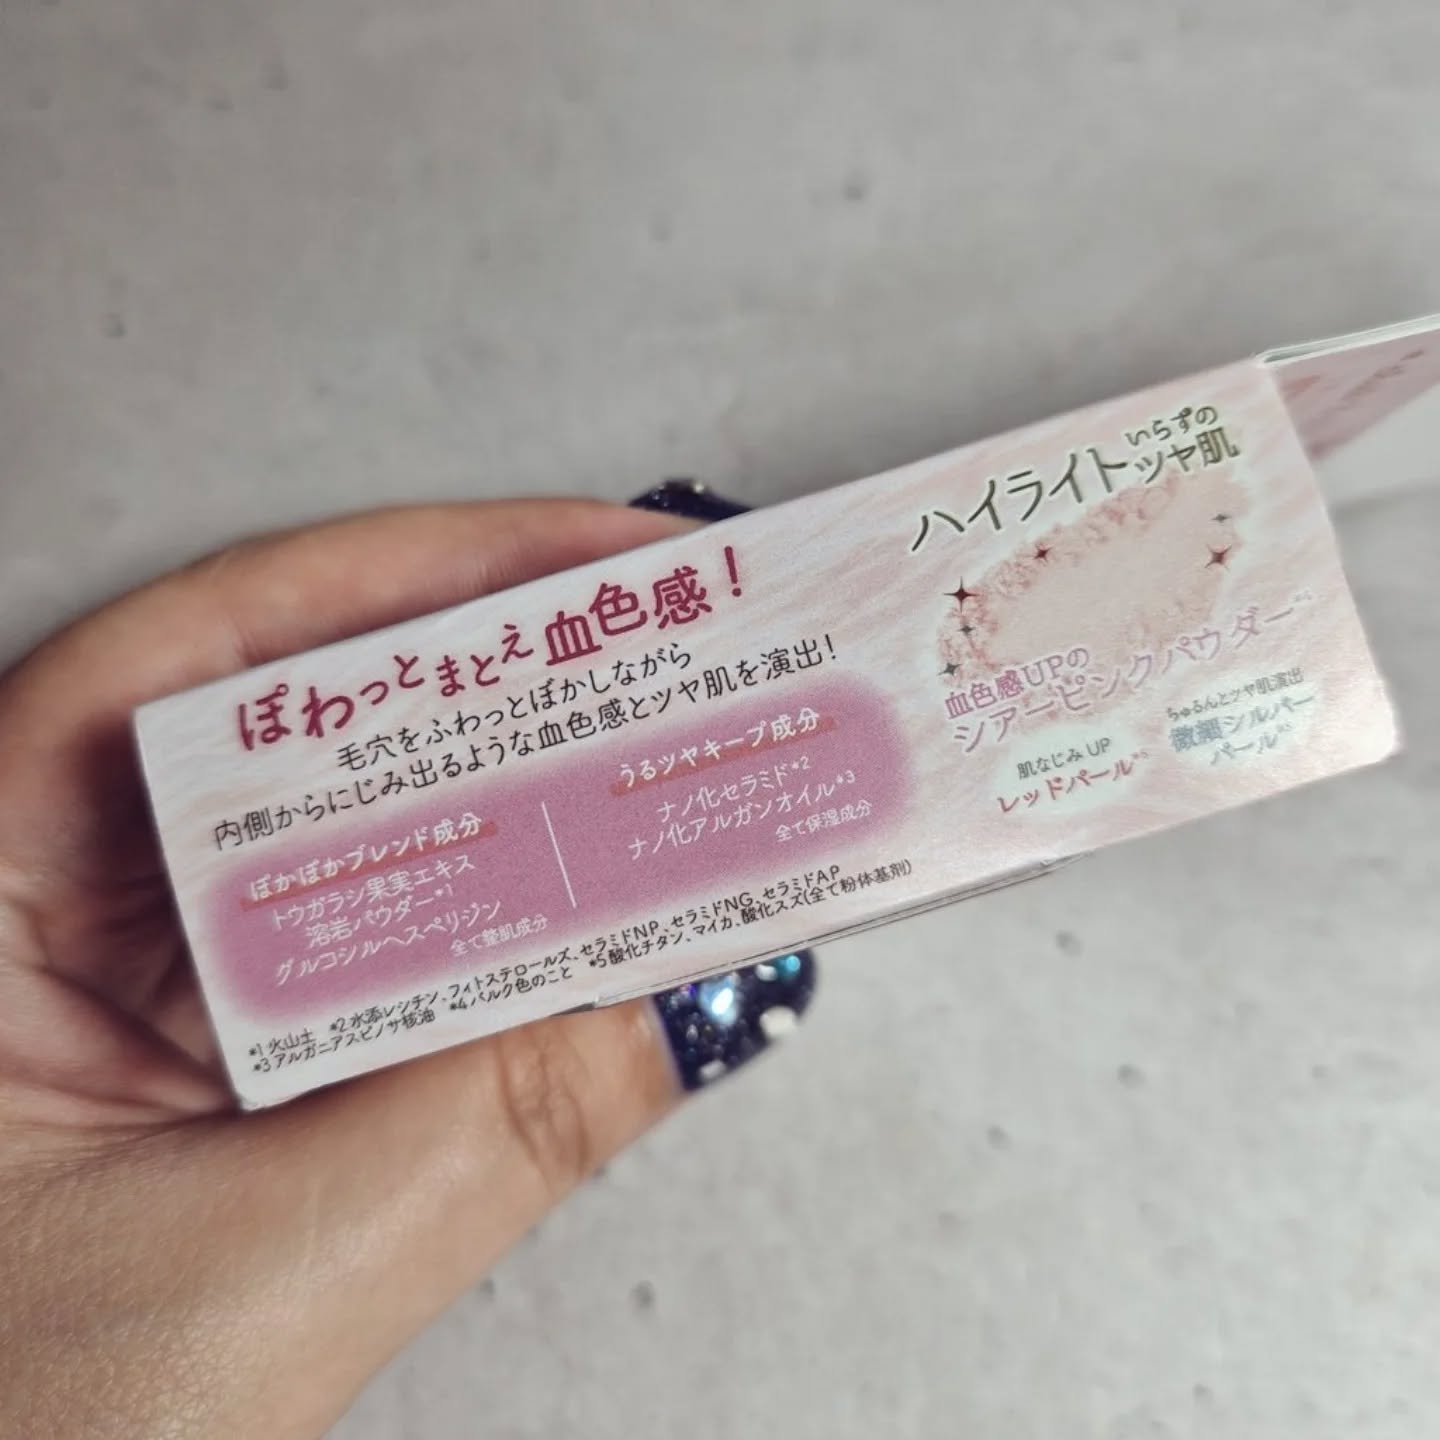 ぽわっとまとえ血色感！
毛穴をふわっとぼかしながら
内側からにじみ出るような血色感とツヤ肌を演出！
ぽかぽかブレンド成分
トウガラシ果実エキス
溶岩パウダー*1
グルコシルヘスペリジン
全て整肌成分
うるツヤキープ成分
ナノ化セラミド*2
ナノ化アルガンオイル*3
全て保湿成分
*1 火山土 *2 水添レシチン、フィトステロールズ、セラミドNP、セラミドNG、セラミドAP
*3 アルガニアスピノサ核油 *4 バルク色のこと *5 酸化チタン、マイカ、酸化スズ(全て粉体基剤)
ハイライトいらずの
ツヤ肌
血色感UPの
シアーピンクパウダー*4
肌なじみUP
レッドパール*5
ちゅるんとツヤ肌演出
微細シルバー
パール*5